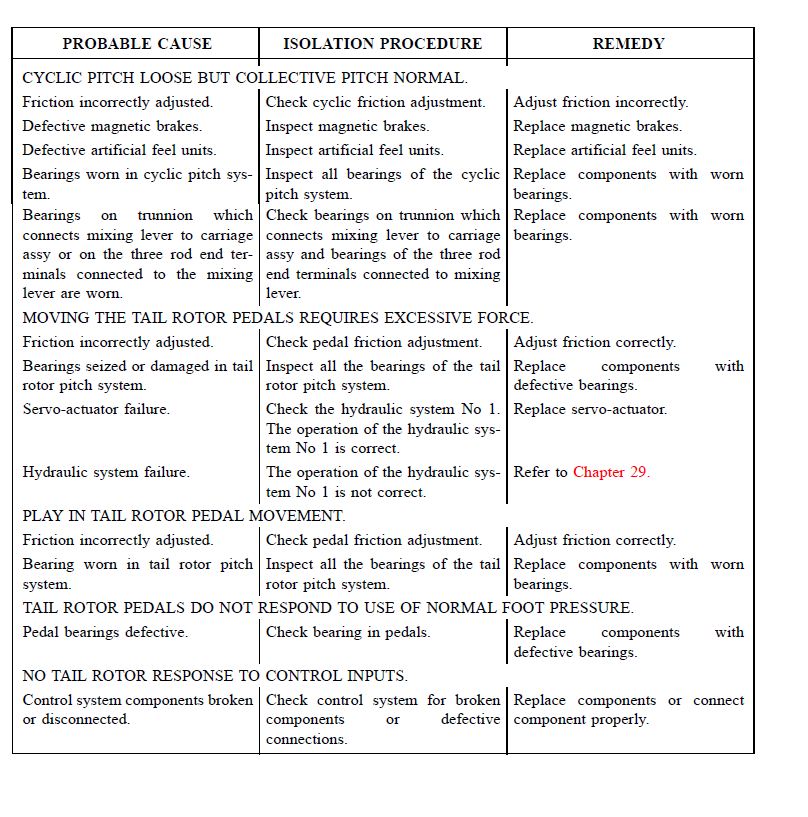 PROBABLE CAUSE ISOLATION PROCEDURE REMEDY
CYCLIC PITCH LOOSE BUT COLLECTIVE PITCH NORMAL.
Friction incorrectly adjusted. Check cyclic friction adjustment. Adjust friction incorrectly.
Defective magnetic brakes. Inspect magnetic brakes. Replace magnetic brakes.
Defective artificial feel units. Inspect artificial feel units. Replace artificial feel units.
Bearings worn in cyclic pitch sys- Inspect all bearings of the cyclic Replace components with worn
tem. pitch system. bearings.
Bearings on trunnion which Check bearings on trunnion which Replace components with worn
connects mixing lever to carriage connects mixing lever to carriage bearings.
assy or on the three rod end ter- assy and bearings of the three rod
minals connected to the mixing end terminals connected to mixing
lever are worn. lever.
MOVING THE TAIL ROTOR PEDALS REQUIRES EXCESSIVE FORCE.
Friction incorrectly adjusted. Check pedal friction adjustment. Adjust friction correctly.
Bearings seized or damaged in tail Inspect all the bearings of the tail Replace components with
rotor pitch system. rotor pitch system. defective bearings.
Servo-actuator failure. Check the hydraulic system No 1. Replace servo-actuator.
The operation of the hydraulic sys-
tem No 1 is correct.
Hydraulic system failure. The operation of the hydraulic sys- Refer to Chapter 29.
tem No 1 is not correct.
PLAY IN TAIL ROTOR PEDAL MOVEMENT.
Friction incorrectly adjusted. Check pedal friction adjustment. Adjust friction correctly.
Bearing worn in tail rotor pitch Inspect all the bearings of the tail Replace components with worn
system. rotor pitch system. bearings.
TAIL ROTOR PEDALS DO NOT RESPOND TO USE OF NORMAL FOOT PRESSURE.
Pedal bearings defective. Check bearing in pedals. Replace components with
defective bearings.
NO TAIL ROTOR RESPONSE TO CONTROL INPUTS.
Control system components broken Check control system for broken Replace components or connect
or disconnected. components or defective component properly.
connections.